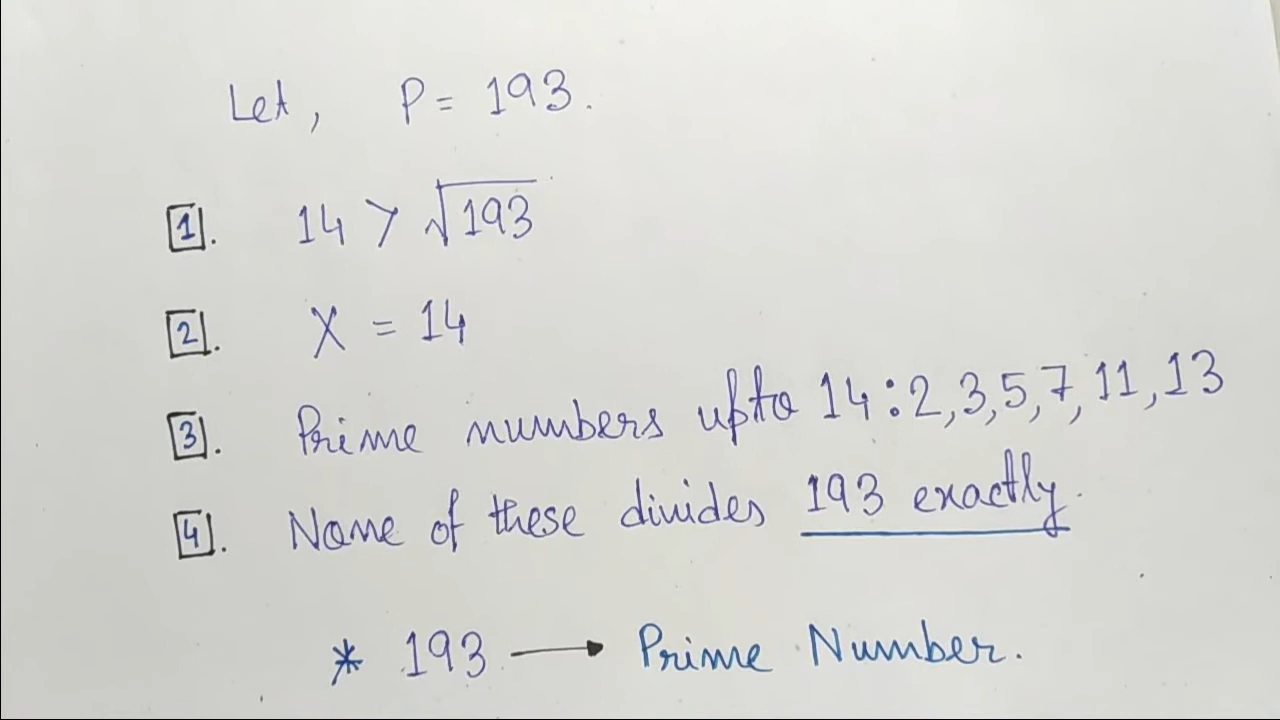 Let, P = 193.
1. 14 > √193
2. X = 14
3. Prime numbers upto 14 : 2, 3, 5, 7, 11, 13
4. None of these divides 193 exactly.
* 193 → Prime Number.